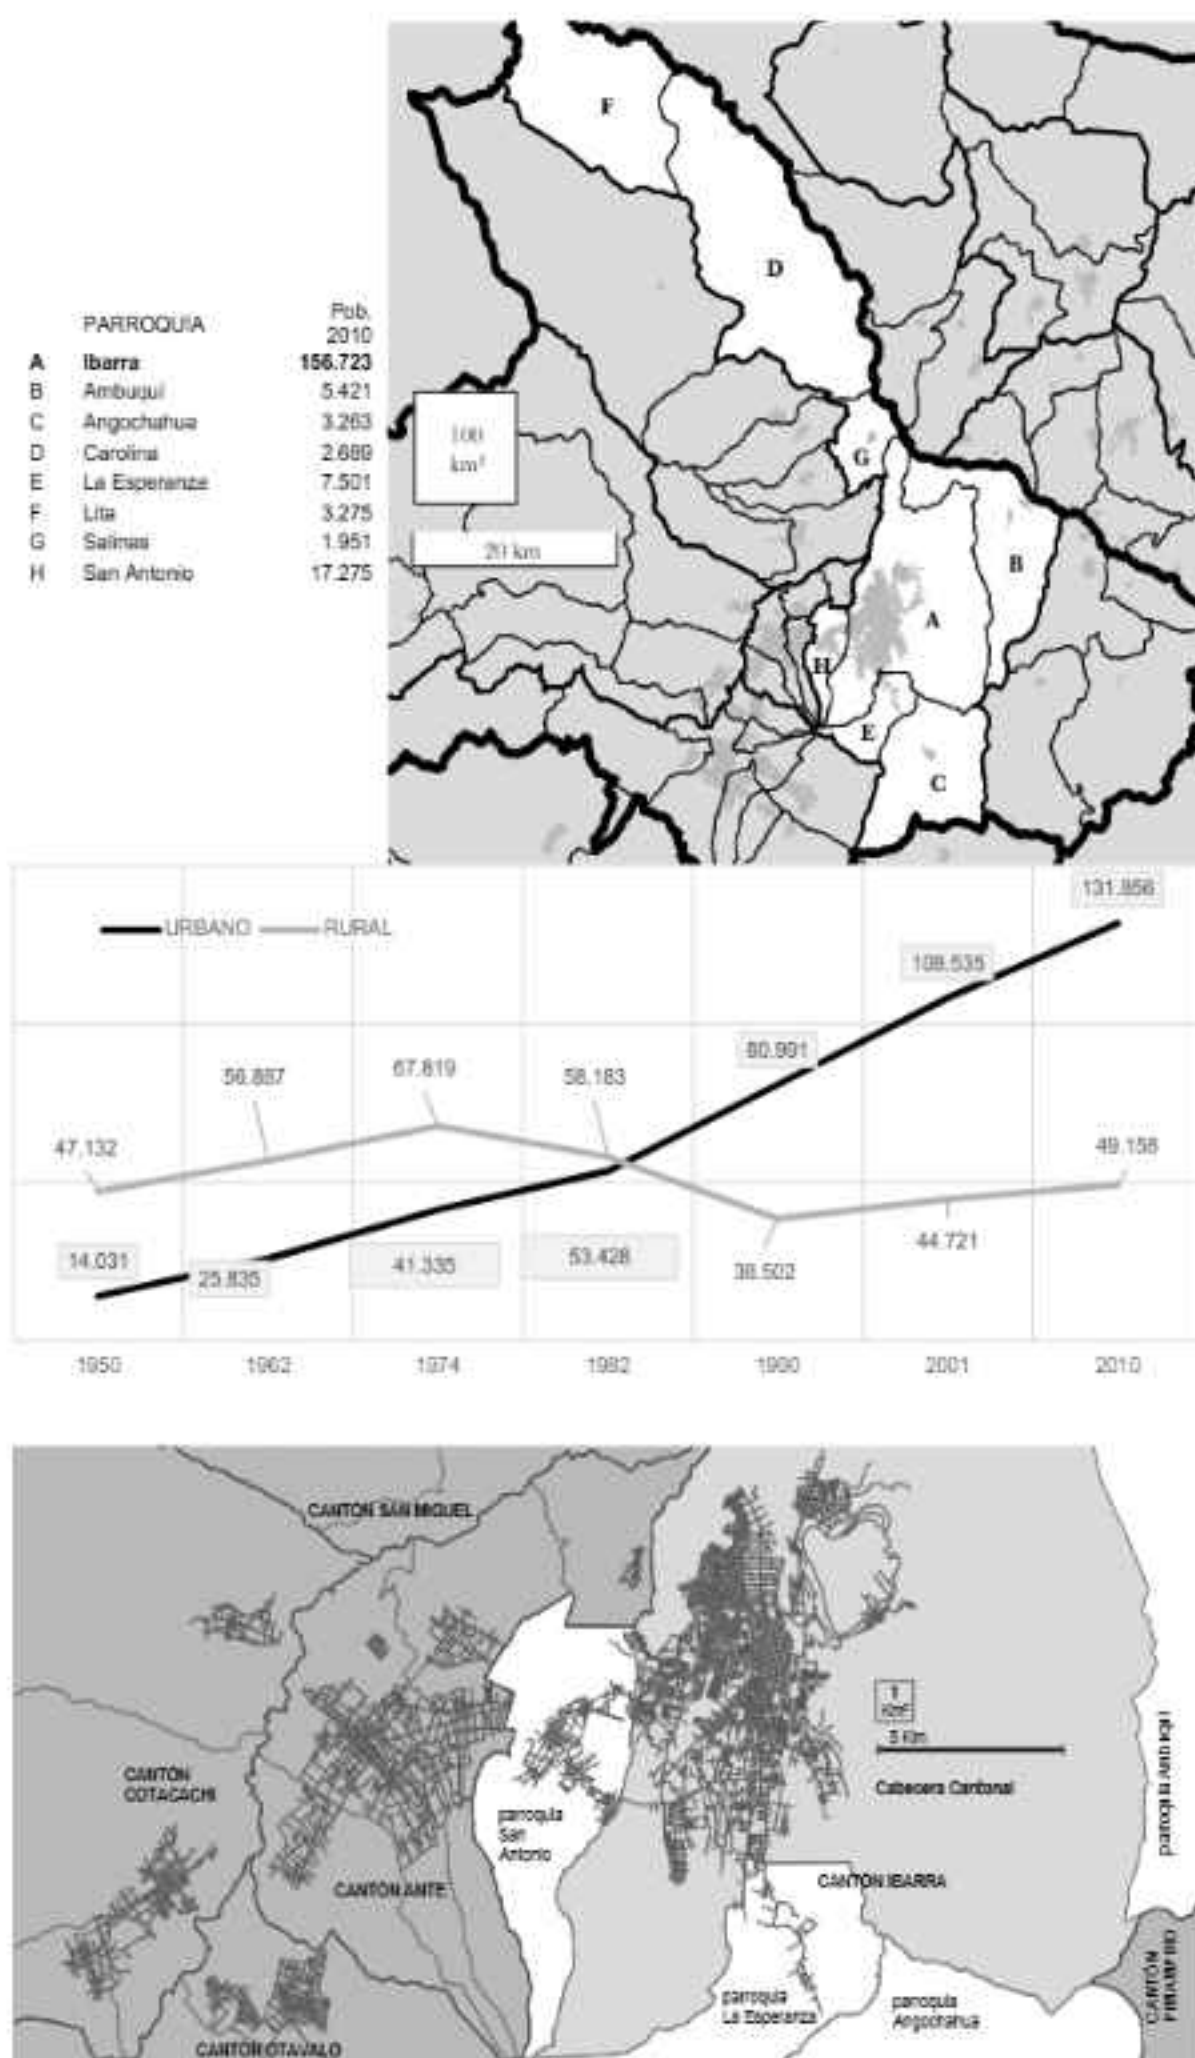 PARROQUIA Pob. 2010
A Ibarra 156.723
B Ambuquí 5.421
C Angochahua 3.263
D Carolina 2.689
E La Esperanza 7.501
F Lita 3.275
G Salinas 1.951
H San Antonio 17.275
F
D
G
100 km²
20 km
B
A
H
E
C
URBANO RURAL
131.856
108.535
80.991
56.887
67.819
58.183
47.132
49.158
14.031
25.835
41.335
53.428
38.502
44.721
1950 1962 1974 1982 1990 2001 2010
CANTON SAN MIGUEL
1
Km²
5 Km
Cabecera Cantonal
CANTON
COTACACHI
parroquia
San
Antonio
CANTON ANTE
CANTON IBARRA
parroquia
La Esperanza
parroquia
Angochahua
CANTON OTAVALO
CANTÓN
parroquia